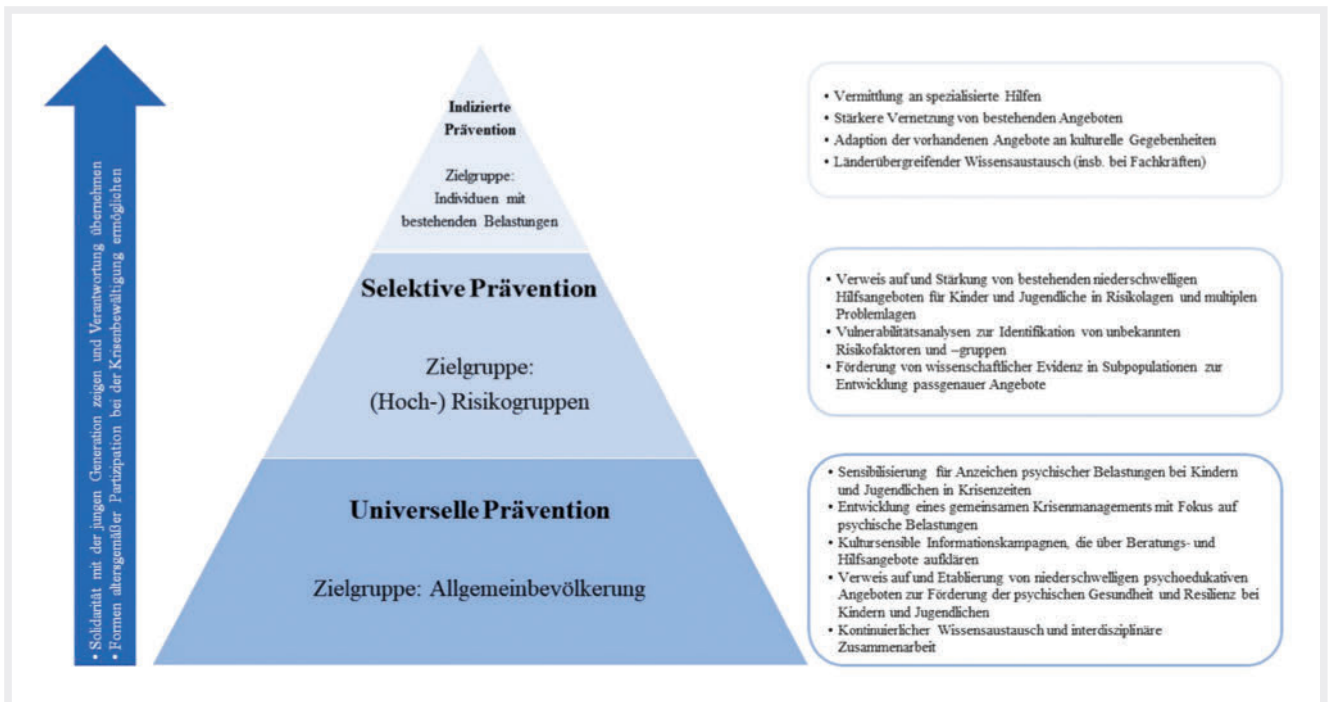 • Solidarität mit der jungen Generation zeigen und Verantwortung übernehmen
• Formen altersgemäßer Partizipation bei der Krisenbewältigung ermöglichen
Indizierte
Prävention
Zielgruppe:
Individuen mit
bestehenden Belastungen
• Vermittlung an spezialisierte Hilfen
• Stärkere Vernetzung von bestehenden Angeboten
• Adaption der vorhandenen Angebote an kulturelle Gegebenheiten
• Länderübergreifender Wissensaustausch (insb. bei Fachkräften)
Selektive Prävention
Zielgruppe:
(Hoch-) Risikogruppen
• Verweis auf und Stärkung von bestehenden niederschwelligen
Hilfsangeboten für Kinder und Jugendliche in Risikolagen und multiplen
Problemlagen
• Vulnerabilitätsanalysen zur Identifikation von unbekannten
Risikofaktoren und –gruppen
• Förderung von wissenschaftlicher Evidenz in Subpopulationen zur
Entwicklung passgenauer Angebote
Universelle Prävention
Zielgruppe: Allgemeinbevölkerung
• Sensibilisierung für Anzeichen psychischer Belastungen bei Kindern
und Jugendlichen in Krisenzeiten
• Entwicklung eines gemeinsamen Krisenmanagements mit Fokus auf
psychische Belastungen
• Kultursensible Informationskampagnen, die über Beratungs- und
Hilfsangebote aufklären
• Verweis auf und Etablierung von niederschwelligen psychoedukativen
Angeboten zur Förderung der psychischen Gesundheit und Resilienz bei
Kindern und Jugendlichen
• Kontinuierlicher Wissensaustausch und interdisziplinäre
Zusammenarbeit